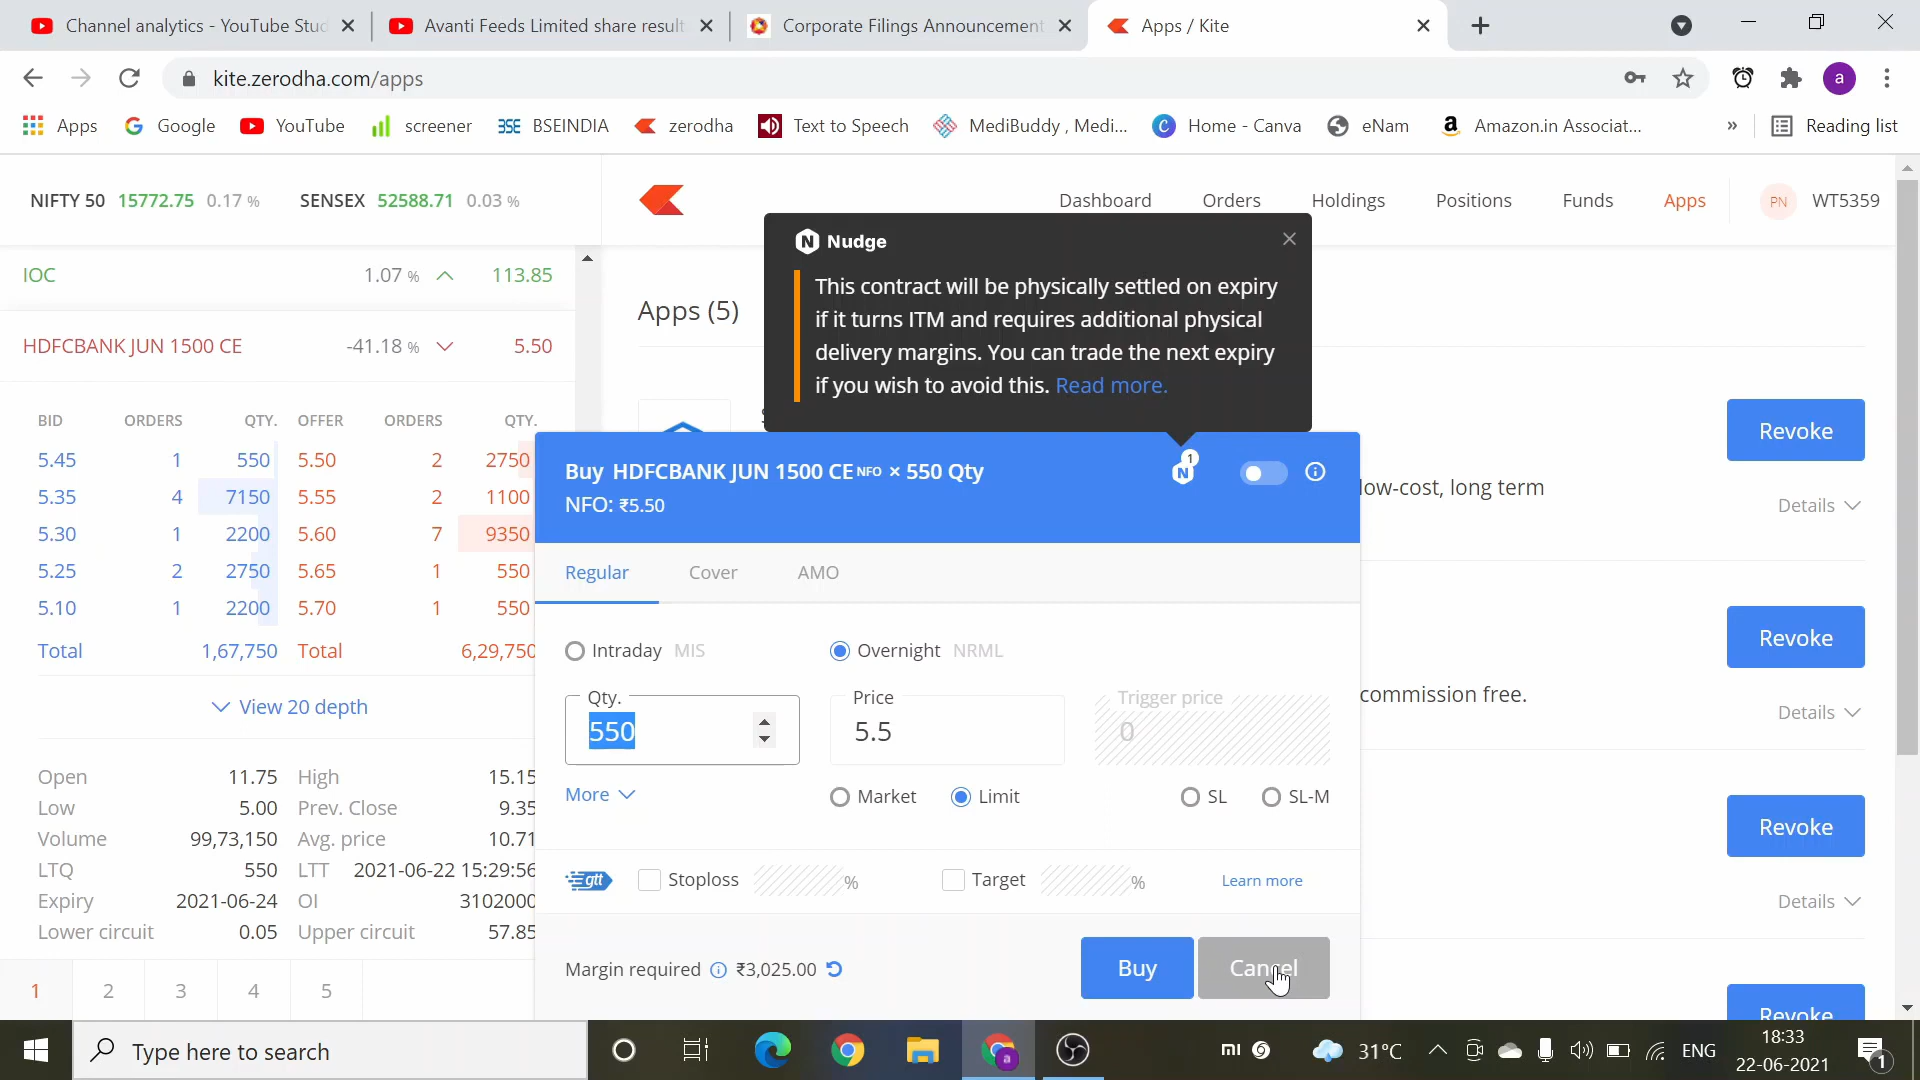 Channel analytics - YouTube Stud
Avanti Feeds Limited share result
Corporate Filings Announcement
Apps / Kite
kite.zerodha.com/apps
a
Apps
Google
YouTube
screener
BSEINDIA
zerodha
Text to Speech
MediBuddy , Medi...
Home - Canva
eNam
Amazon.in Associat...
»
Reading list
NIFTY 50 15772.75 0.17 %
SENSEX 52588.71 0.03 %
Dashboard
Orders
Holdings
Positions
Funds
Apps
PN WT5359
IOC 1.07 % 113.85
HDFCBANK JUN 1500 CE -41.18 % 5.50
BID ORDERS QTY. OFFER ORDERS QTY.
5.45 1 550 5.50 2 2750
5.35 4 7150 5.55 2 1100
5.30 1 2200 5.60 7 9350
5.25 2 2750 5.65 1 550
5.10 1 2200 5.70 1 550
Total 1,67,750 Total 6,29,750
View 20 depth
Open 11.75 High 15.15
Low 5.00 Prev. Close 9.35
Volume 99,73,150 Avg. price 10.71
LTQ 550 LTT 2021-06-22 15:29:56
Expiry 2021-06-24 OI 3102000
Lower circuit 0.05 Upper circuit 57.85
1 2 3 4 5
Apps (5)
Nudge
This contract will be physically settled on expiry
if it turns ITM and requires additional physical
delivery margins. You can trade the next expiry
if you wish to avoid this. Read more.
Buy HDFCBANK JUN 1500 CE NFO × 550 Qty
N 1
NFO: ₹5.50
Regular
Cover
AMO
Intraday MIS
Overnight NRML
Qty.
550
Price
5.5
Trigger price
0
More
Market
Limit
SL
SL-M
gtt
Stoploss %
Target %
Learn more
Margin required ₹3,025.00
Buy
Cancel
Revoke
low-cost, long term
Details
Revoke
commission free.
Details
Revoke
Details
Revoke
Type here to search
mi
31°C
ENG
18:33
22-06-2021
1